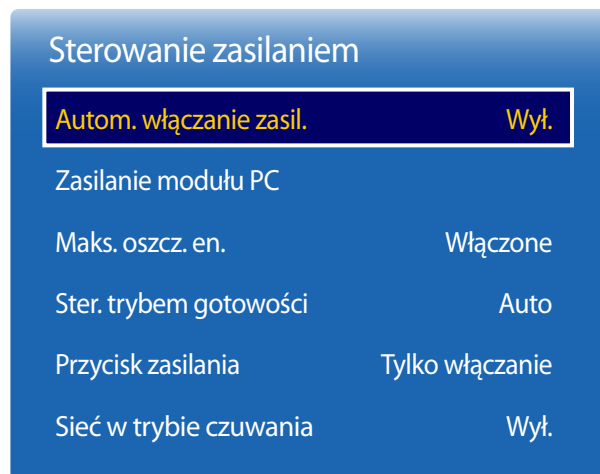 Sterowanie zasilaniem
Autom. włączanie zasil. Wył.
Zasilanie modułu PC
Maks. oszcz. en. Włączone
Ster. trybem gotowości Auto
Przycisk zasilania Tylko włączanie
Sieć w trybie czuwania Wył.